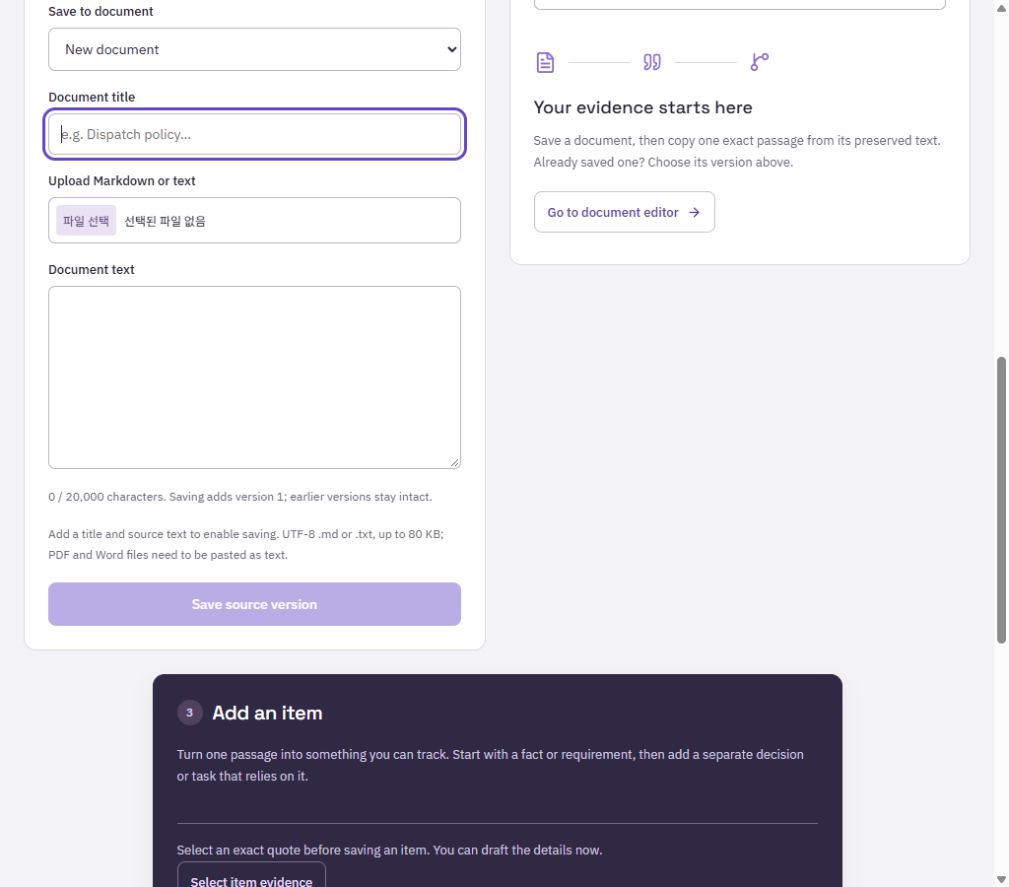 Save to document
New document
Document title
e.g. Dispatch policy...
Upload Markdown or text
파일 선택 선택된 파일 없음
Document text
0 / 20,000 characters. Saving adds version 1; earlier versions stay intact.
Add a title and source text to enable saving. UTF-8 .md or .txt, up to 80 KB;
PDF and Word files need to be pasted as text.
Save source version
Your evidence starts here
Save a document, then copy one exact passage from its preserved text.
Already saved one? Choose its version above.
Go to document editor →
3 Add an item
Turn one passage into something you can track. Start with a fact or requirement, then add a separate decision
or task that relies on it.
Select an exact quote before saving an item. You can draft the details now.
Select item evidence